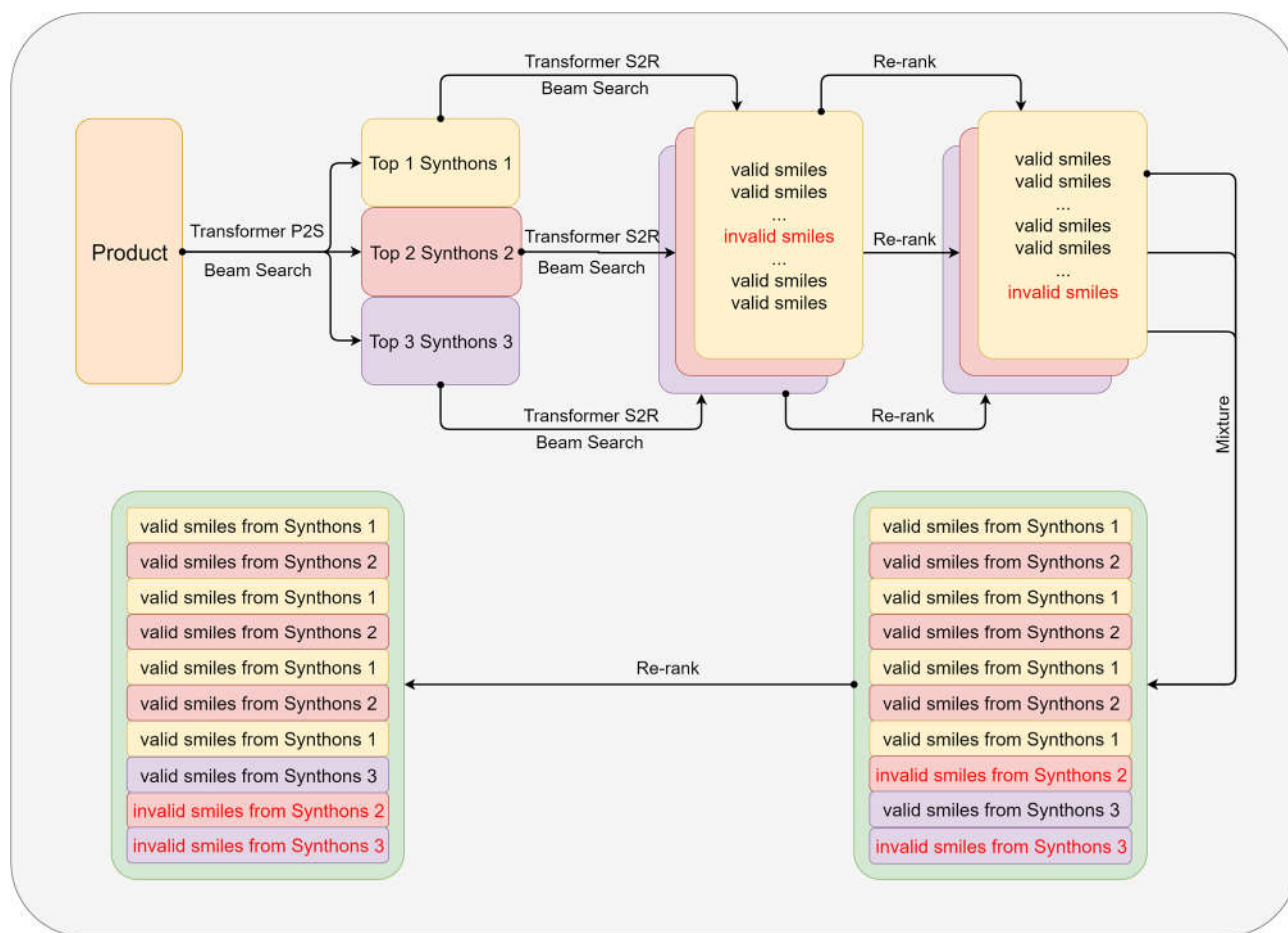 Product
Transformer P2S
Beam Search
Top 1 Synthons 1
Top 2 Synthons 2
Top 3 Synthons 3
Transformer S2R
Beam Search
Transformer S2R
Beam Search
Transformer S2R
Beam Search
valid smiles
valid smiles
...
invalid smiles
...
valid smiles
valid smiles
Re-rank
Re-rank
Re-rank
valid smiles
valid smiles
...
valid smiles
valid smiles
...
invalid smiles
Mixture
valid smiles from Synthons 1
valid smiles from Synthons 2
valid smiles from Synthons 1
valid smiles from Synthons 2
valid smiles from Synthons 1
valid smiles from Synthons 2
valid smiles from Synthons 1
invalid smiles from Synthons 2
valid smiles from Synthons 3
invalid smiles from Synthons 3
Re-rank
valid smiles from Synthons 1
valid smiles from Synthons 2
valid smiles from Synthons 1
valid smiles from Synthons 2
valid smiles from Synthons 1
valid smiles from Synthons 2
valid smiles from Synthons 1
valid smiles from Synthons 3
invalid smiles from Synthons 2
invalid smiles from Synthons 3